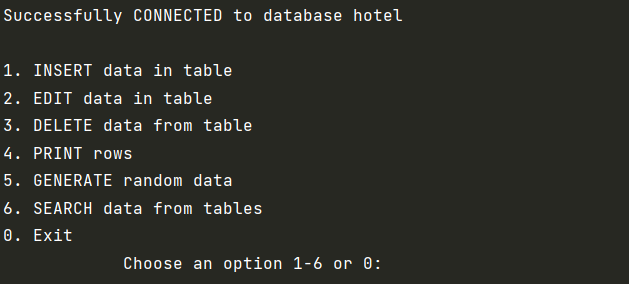 Successfully CONNECTED to database hotel
1. INSERT data in table
2. EDIT data in table
3. DELETE data from table
4. PRINT rows
5. GENERATE random data
6. SEARCH data from tables
0. Exit
Choose an option 1-6 or 0: